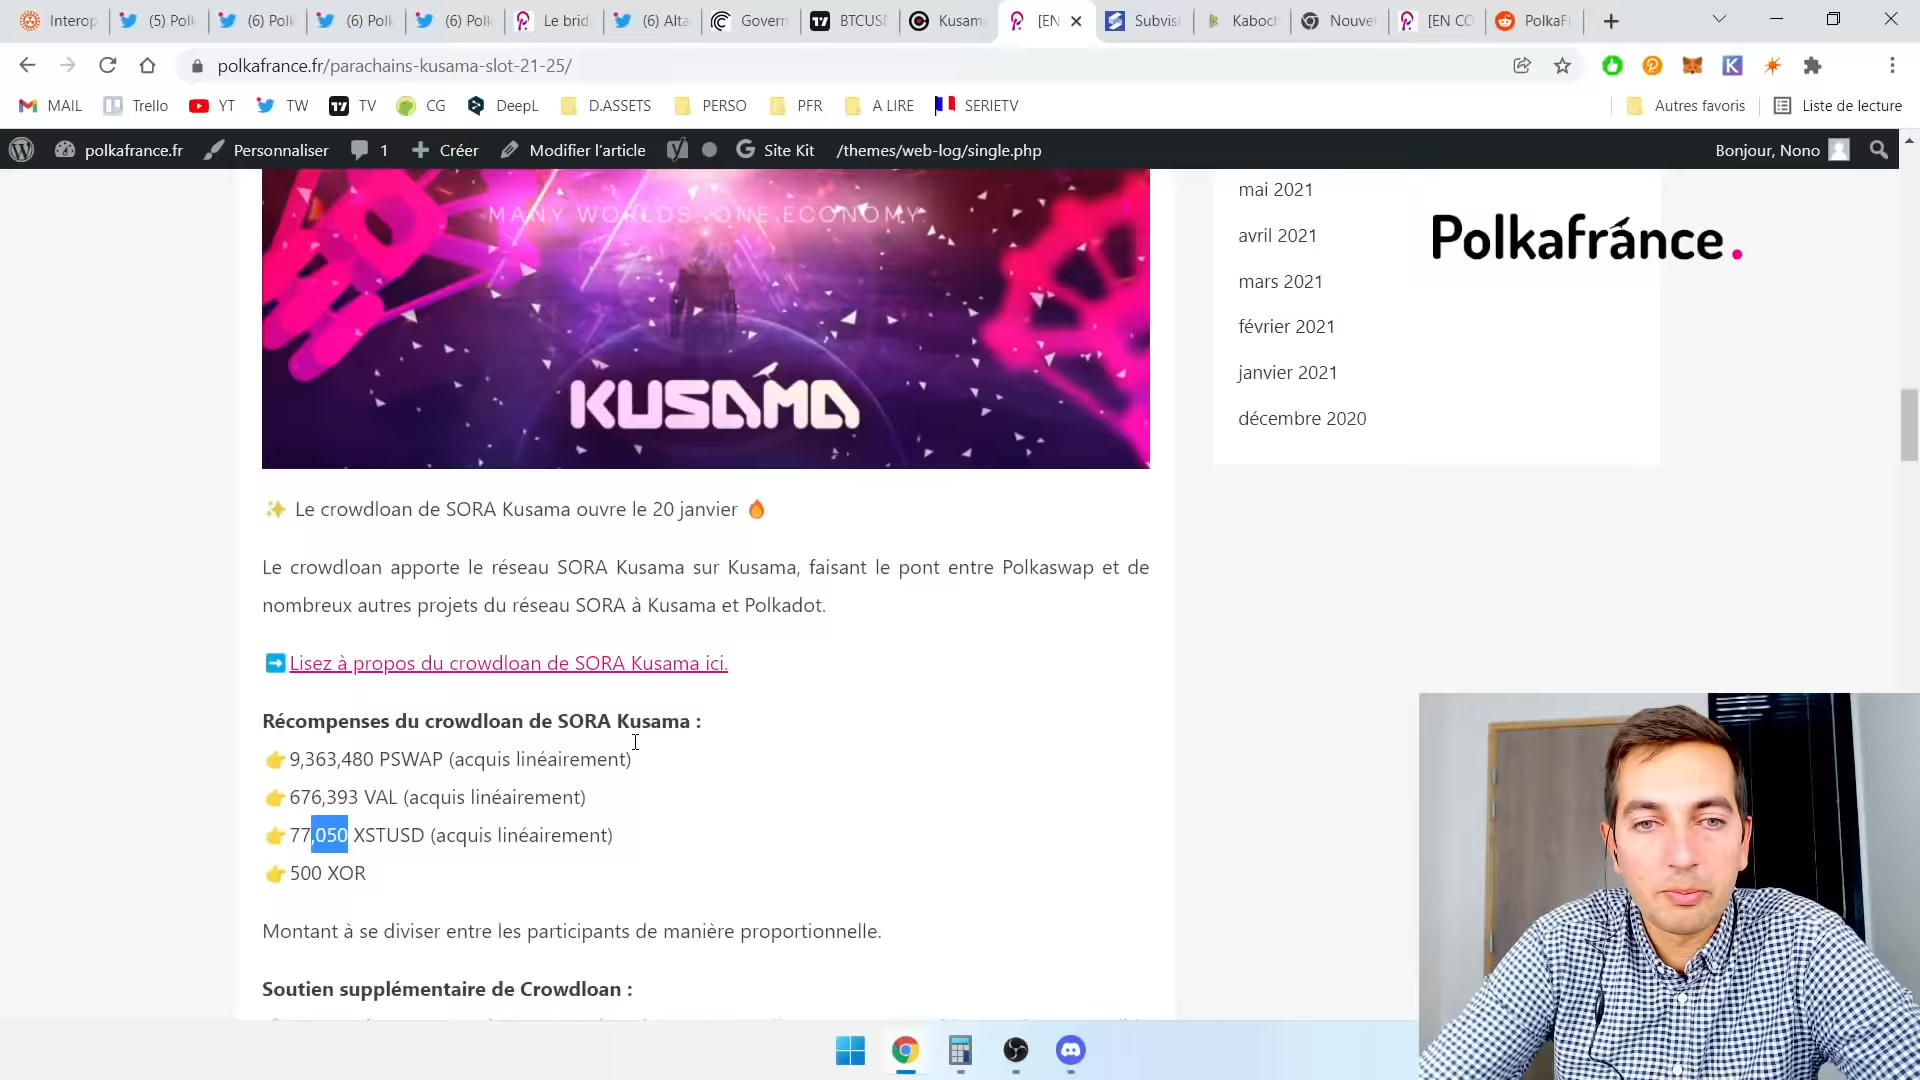 Interop
(5) Polk
(6) Polk
(6) Polk
(6) Polk
Le brid
(6) Alta
Govern
BTCUS
Kusam
[EN
Subvis
Kaboch
Nouve
[EN CO
PolkaF
polkafrance.fr/parachains-kusama-slot-21-25/
MAIL
Trello
YT
TW
TV
CG
DeepL
D.ASSETS
PERSO
PFR
A LIRE
SERIETV
Autres favoris
Liste de lecture
polkafrance.fr
Personnaliser
1
Créer
Modifier l'article
Site Kit
/themes/web-log/single.php
Bonjour, Nono
MANY WORLDS. ONE ECONOMY.
KUSAMA
✨ Le crowdloan de SORA Kusama ouvre le 20 janvier 🔥
Le crowdloan apporte le réseau SORA Kusama sur Kusama, faisant le pont entre Polkaswap et de
nombreux autres projets du réseau SORA à Kusama et Polkadot.
➡️ Lisez à propos du crowdloan de SORA Kusama ici.
Récompenses du crowdloan de SORA Kusama :
👉 9,363,480 PSWAP (acquis linéairement)
👉 676,393 VAL (acquis linéairement)
👉 77,050 XSTUSD (acquis linéairement)
👉 500 XOR
Montant à se diviser entre les participants de manière proportionnelle.
Soutien supplémentaire de Crowdloan :
mai 2021
avril 2021
mars 2021
février 2021
janvier 2021
décembre 2020
Polkafránce.